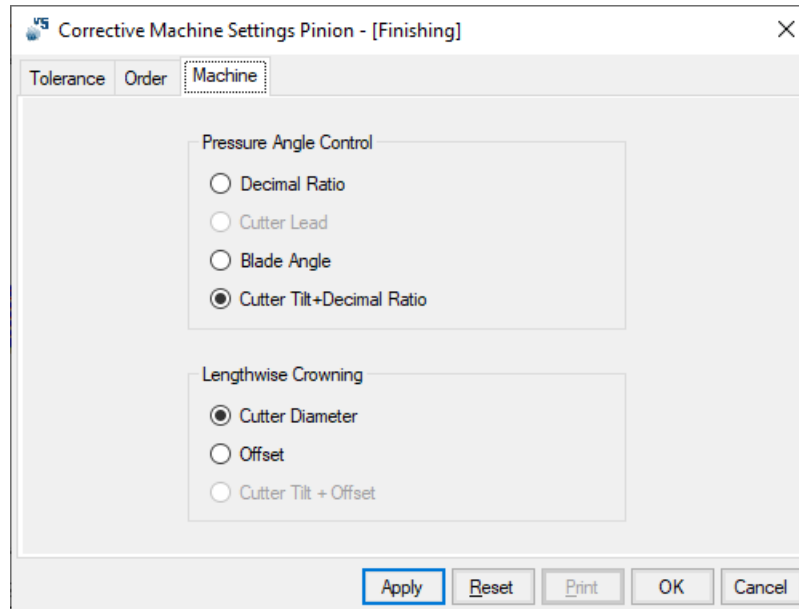 V5
Corrective Machine Settings Pinion - [Finishing]
Tolerance Order Machine
Pressure Angle Control
Decimal Ratio
Cutter Lead
Blade Angle
Cutter Tilt+Decimal Ratio
Lengthwise Crowning
Cutter Diameter
Offset
Cutter Tilt + Offset
Apply Reset Print OK Cancel